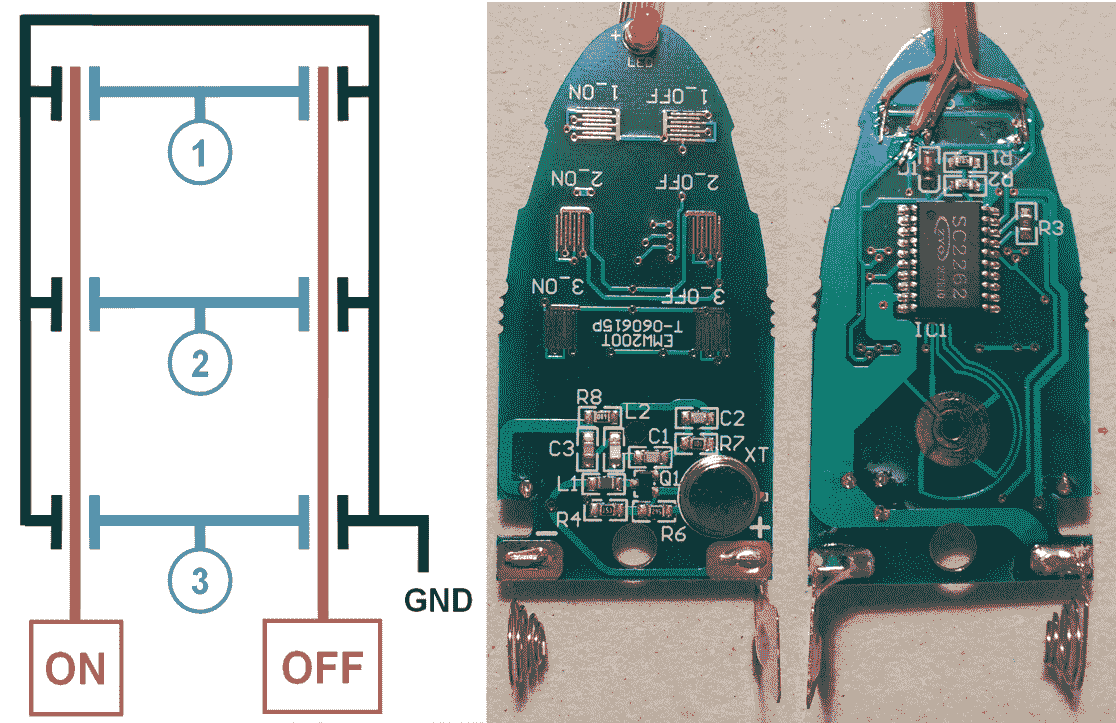 1
2
3
GND
ON
OFF
+
LED
1_ON
1_OFF
2_ON
2_OFF
3_ON
3_OFF
EMW200T
T-060615P
R8
L2
C2
C3
C1
R7
XT
L1
Q1
R4
R6
-
+
R1
R2
R3
SC2262
IC1